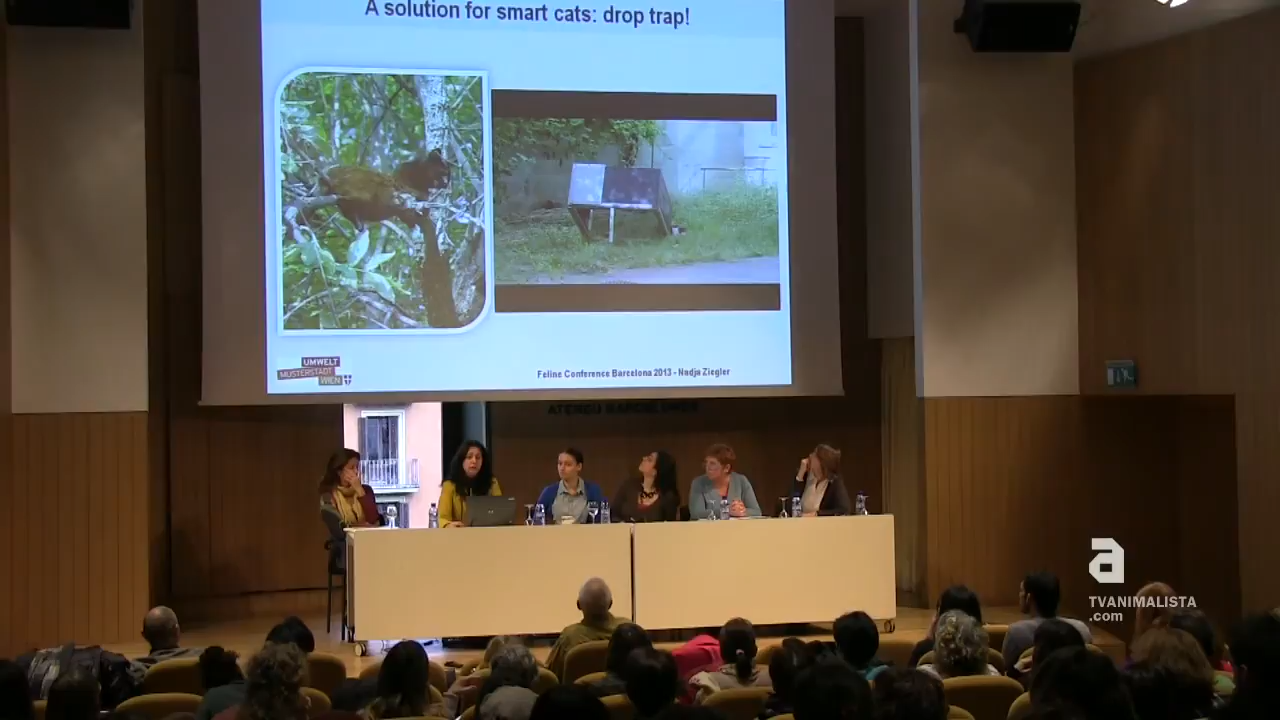 A solution for smart cats: drop trap!
UMWELT
MUSTERSTADT
WIEN
Feline Conference Barcelona 2013 - Nadja Ziegler
ATENEU BARCELONÈS
a
TVANIMALISTA
.com